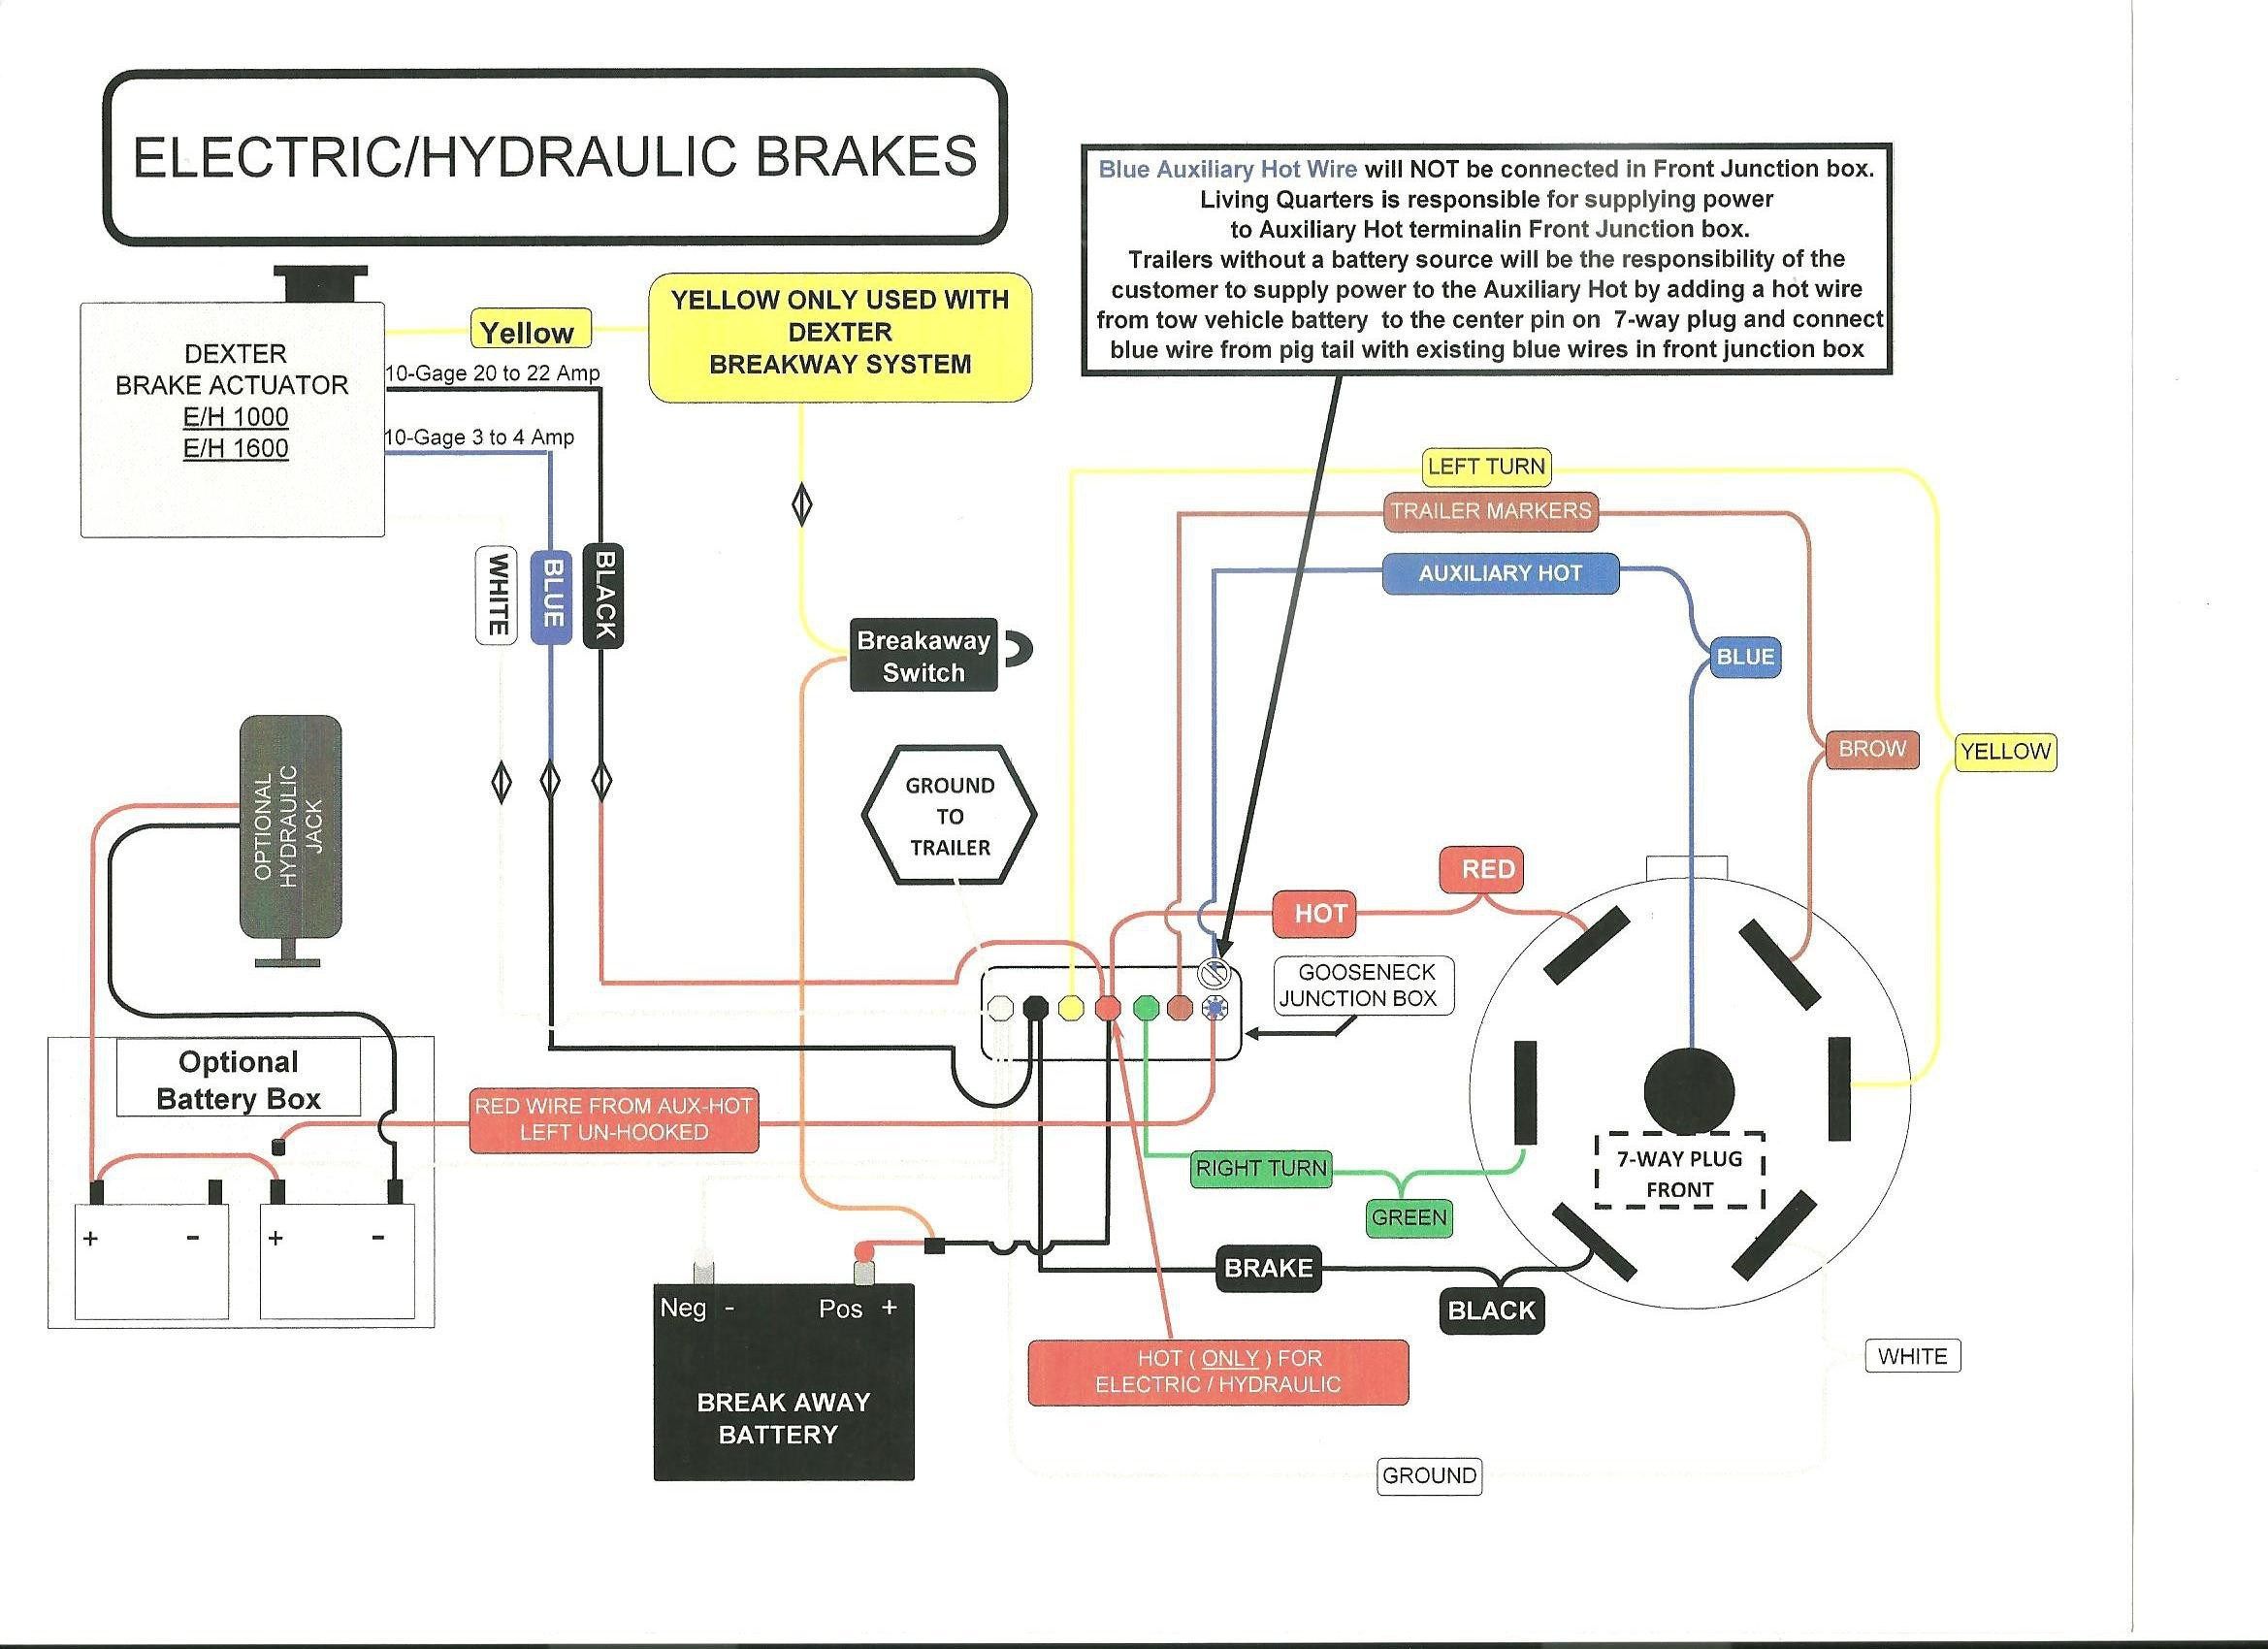 ELECTRIC/HYDRAULIC BRAKES
Blue Auxiliary Hot Wire will NOT be connected in Front Junction box.
Living Quarters is responsible for supplying power
to Auxiliary Hot terminalin Front Junction box.
Trailers without a battery source will be the responsibility of the
customer to supply power to the Auxiliary Hot by adding a hot wire
from tow vehicle battery to the center pin on 7-way plug and connect
blue wire from pig tail with existing blue wires in front junction box
DEXTER
BRAKE ACTUATOR
E/H 1000
E/H 1600
Yellow
YELLOW ONLY USED WITH
DEXTER
BREAKWAY SYSTEM
10-Gage 20 to 22 Amp
10-Gage 3 to 4 Amp
WHITE
BLUE
BLACK
LEFT TURN
TRAILER MARKERS
AUXILIARY HOT
Breakaway
Switch
BLUE
BROW
YELLOW
OPTIONAL
HYDRAULIC
JACK
GROUND
TO
TRAILER
RED
HOT
GOOSENECK
JUNCTION BOX
Optional
Battery Box
RED WIRE FROM AUX-HOT
LEFT UN-HOOKED
RIGHT TURN
GREEN
7-WAY PLUG
FRONT
+ -
+ -
BRAKE
BLACK
Neg - Pos +
BREAK AWAY
BATTERY
HOT ( ONLY ) FOR
ELECTRIC / HYDRAULIC
WHITE
GROUND